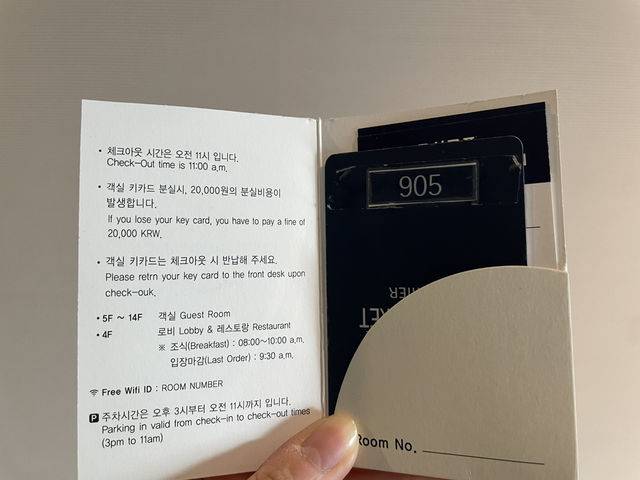 • 체크아웃 시간은 오전 11시 입니다.
Check-Out time is 11:00 a.m.
• 객실 키카드 분실시, 20,000원의 분실비용이
발생합니다.
If you lose your key card, you have to pay a fine of
20,000 KRW.
• 객실 키카드는 체크아웃 시 반납해 주세요.
Please retrn your key card to the front desk upon
check-ouk.
• 5F ~ 14F 객실 Guest Room
• 4F 로비 Lobby & 레스토랑 Restaurant
※ 조식(Breakfast) : 08:00~10:00 a.m.
입장마감(Last Order) : 9:30 a.m.
Free Wifi ID : ROOM NUMBER
P 주차시간은 오후 3시부터 오전 11시까지 입니다.
Parking in valid from check-in to check-out times
(3pm to 11am)
905
Room No.